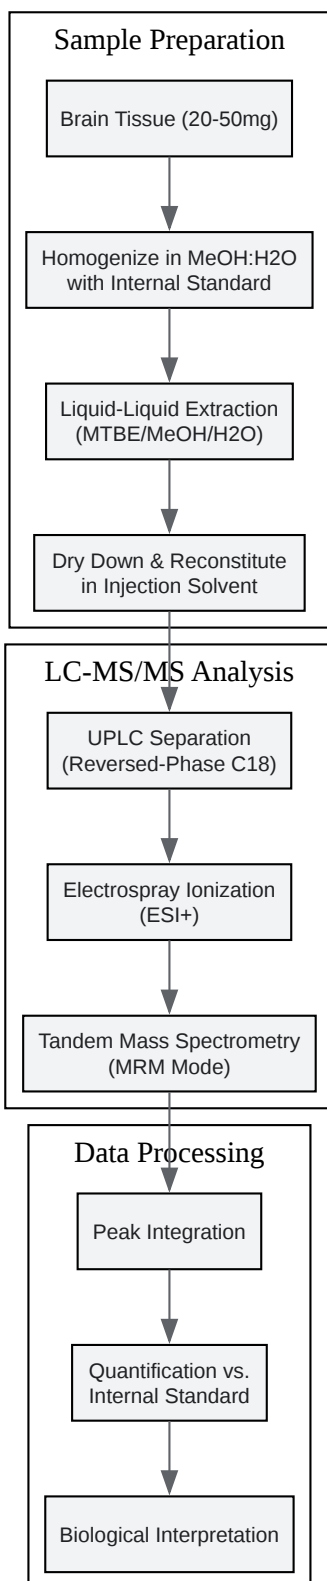 Sample Preparation
Brain Tissue (20-50mg)
Homogenize in MeOH:H2O
with Internal Standard
Liquid-Liquid Extraction
(MTBE/MeOH/H2O)
Dry Down & Reconstitute
in Injection Solvent
LC-MS/MS Analysis
UPLC Separation
(Reversed-Phase C18)
Electrospray Ionization
(ESI+)
Tandem Mass Spectrometry
(MRM Mode)
Data Processing
Peak Integration
Quantification vs.
Internal Standard
Biological Interpretation